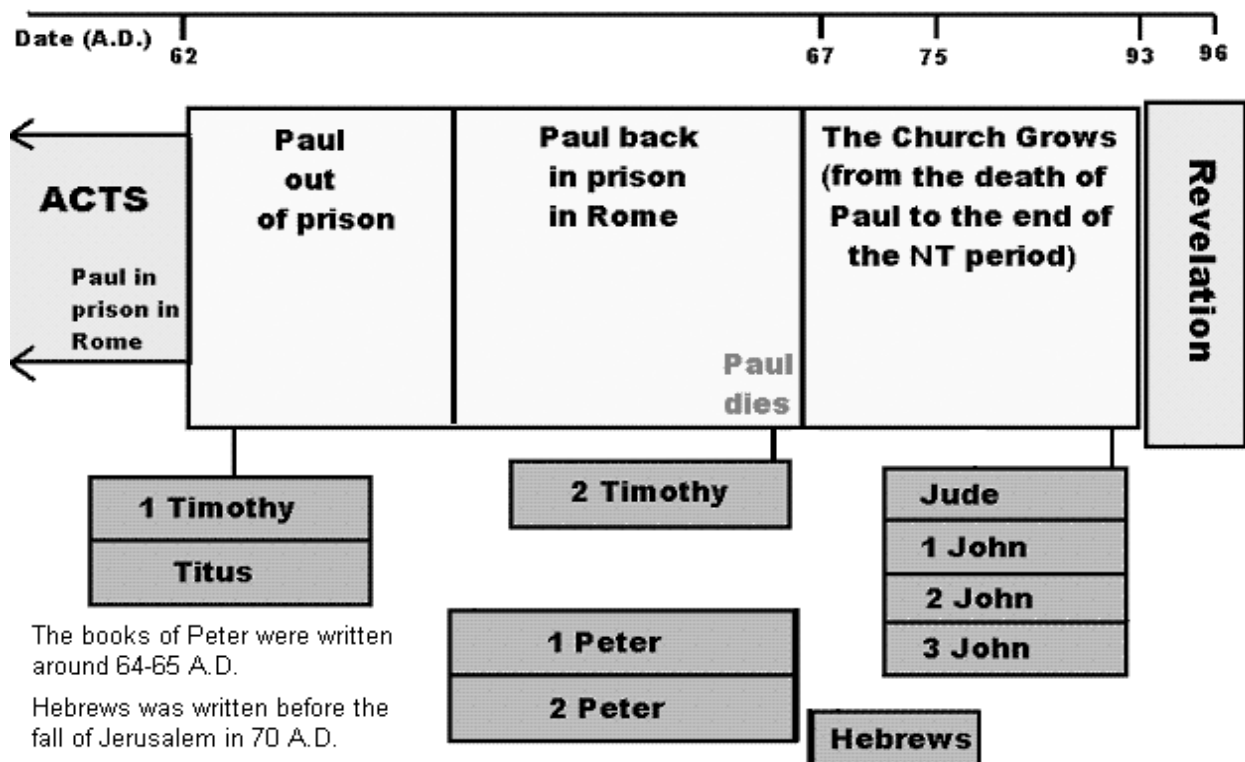 Date (A.D.)
62
67
75
93
96
ACTS
Paul in
prison in
Rome
Paul
out
of prison
Paul back
in prison
in Rome
Paul
dies
The Church Grows
(from the death of
Paul to the end of
the NT period)
Revelation
1 Timothy
Titus
2 Timothy
Jude
1 John
2 John
3 John
1 Peter
2 Peter
Hebrews
The books of Peter were written
around 64-65 A.D.
Hebrews was written before the
fall of Jerusalem in 70 A.D.